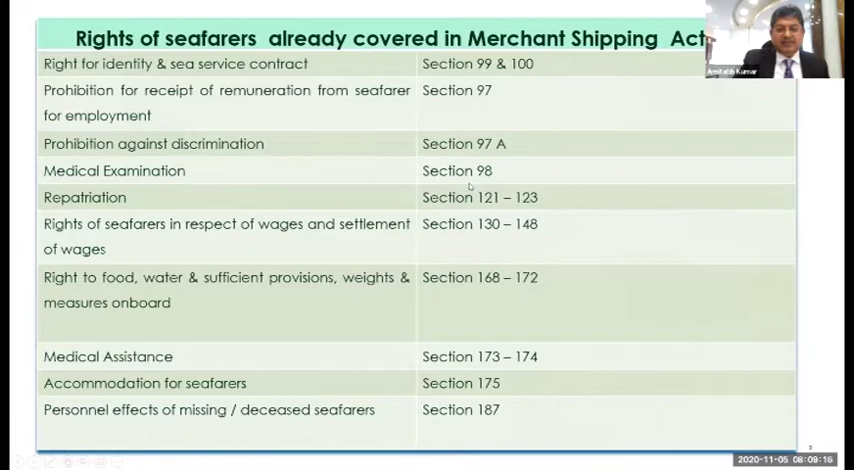 Rights of seafarers already covered in Merchant Shipping Act
Amitabh Kumar
Right for identity & sea service contract Section 99 & 100
Prohibition for receipt of remuneration from seafarer Section 97
for employment
Prohibition against discrimination Section 97 A
Medical Examination Section 98
Repatriation Section 121 – 123
Rights of seafarers in respect of wages and settlement Section 130 – 148
of wages
Right to food, water & sufficient provisions, weights & Section 168 – 172
measures onboard
Medical Assistance Section 173 – 174
Accommodation for seafarers Section 175
Personnel effects of missing / deceased seafarers Section 187
3
2020-11-05 08:09:16